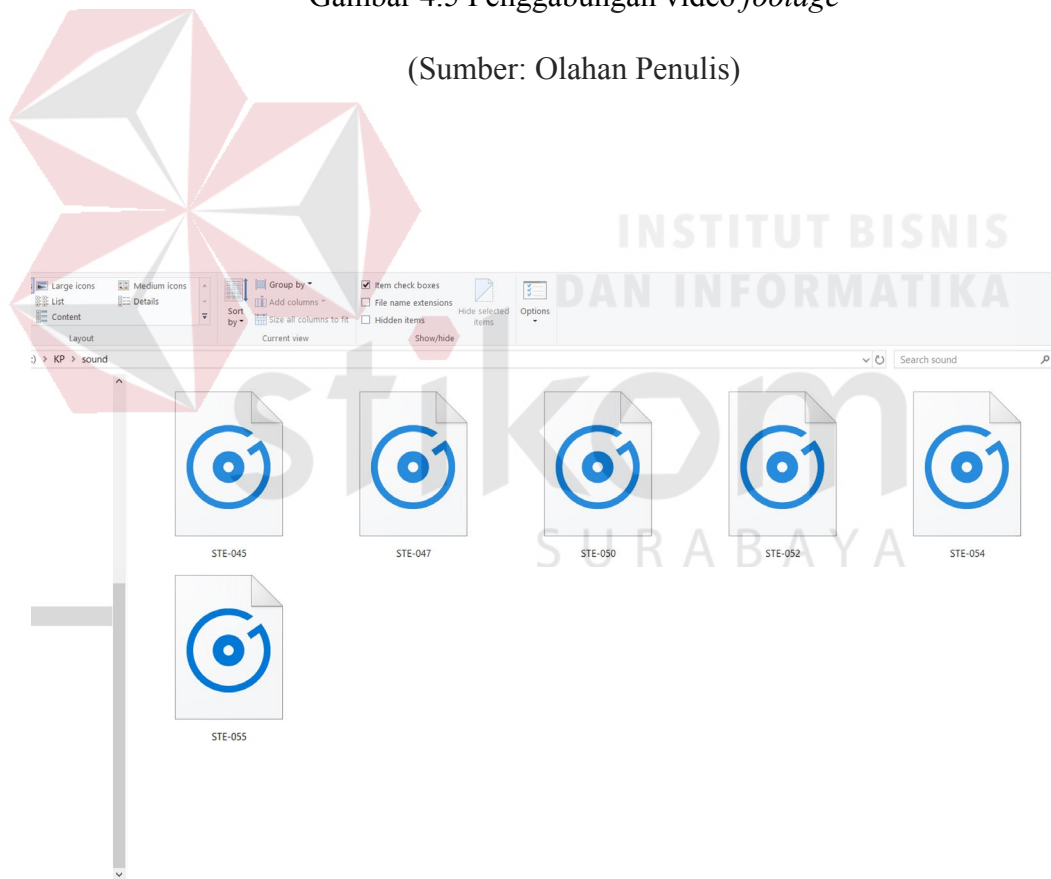 Gambar 4.5 Penggabungan video footage
(Sumber: Olahan Penulis)
INSTITUT BISNIS
DAN INFORMATIKA
Large icons Medium icons
List Details
Content
Layout
Sort by
Group by
Add columns
Size all columns to fit
Current view
Item check boxes
File name extensions
Hidden items
Hide selected items
Show/hide
Options
:) > KP > sound
Search sound
stikom
SURABAYA
STE-045 STE-047 STE-050 STE-052 STE-054
STE-055